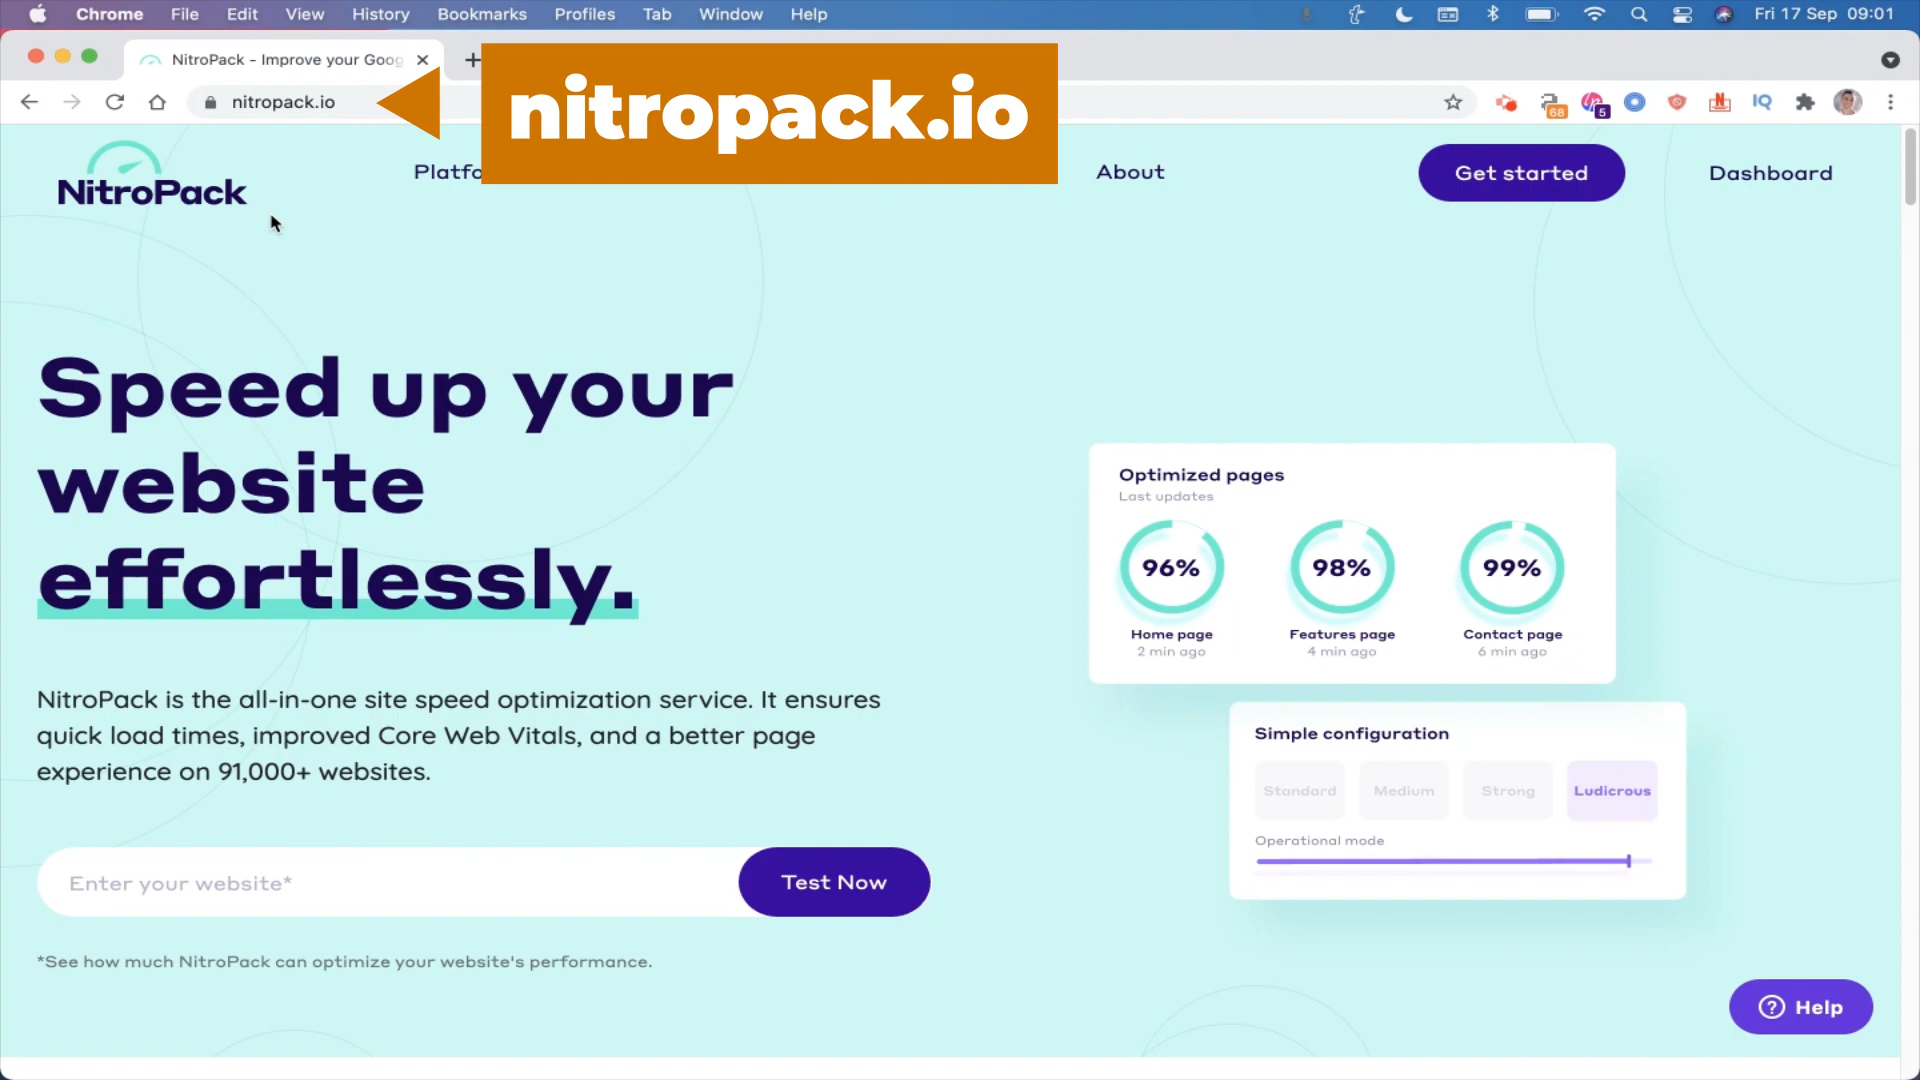 Chrome File Edit View History Bookmarks Profiles Tab Window Help Fri 17 Sep 09:01
NitroPack - Improve your Goog
nitropack.io
nitropack.io
68
5
N
IQ
NitroPack
Platfo
About
Get started
Dashboard
Speed up your
website
effortlessly.
NitroPack is the all-in-one site speed optimization service. It ensures
quick load times, improved Core Web Vitals, and a better page
experience on 91,000+ websites.
Enter your website*
Test Now
*See how much NitroPack can optimize your website's performance.
Optimized pages
Last updates
96% 98% 99%
Home page Features page Contact page
2 min ago 4 min ago 6 min ago
Simple configuration
Standard Medium Strong Ludicrous
Operational mode
? Help